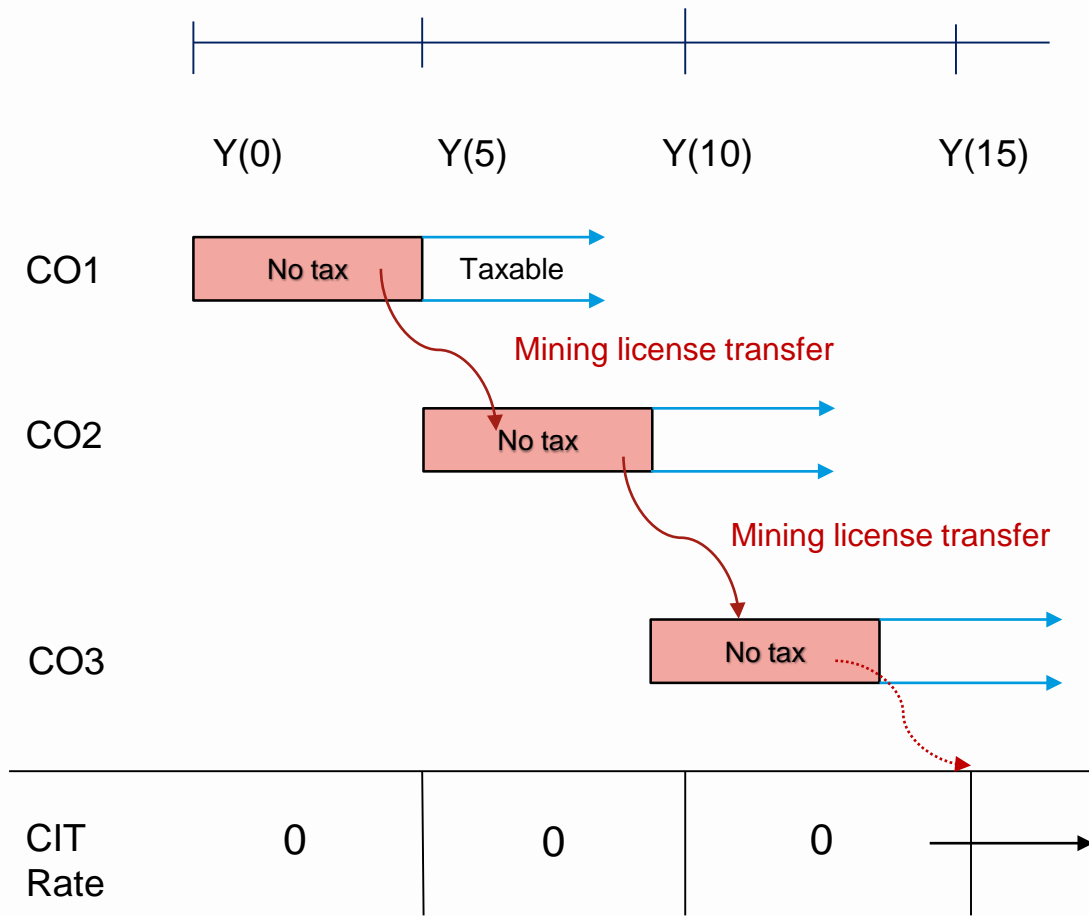 Y(0) Y(5) Y(10) Y(15)
CO1 No tax Taxable
Mining license transfer
CO2 No tax
Mining license transfer
CO3 No tax
CIT 0 0 0
Rate